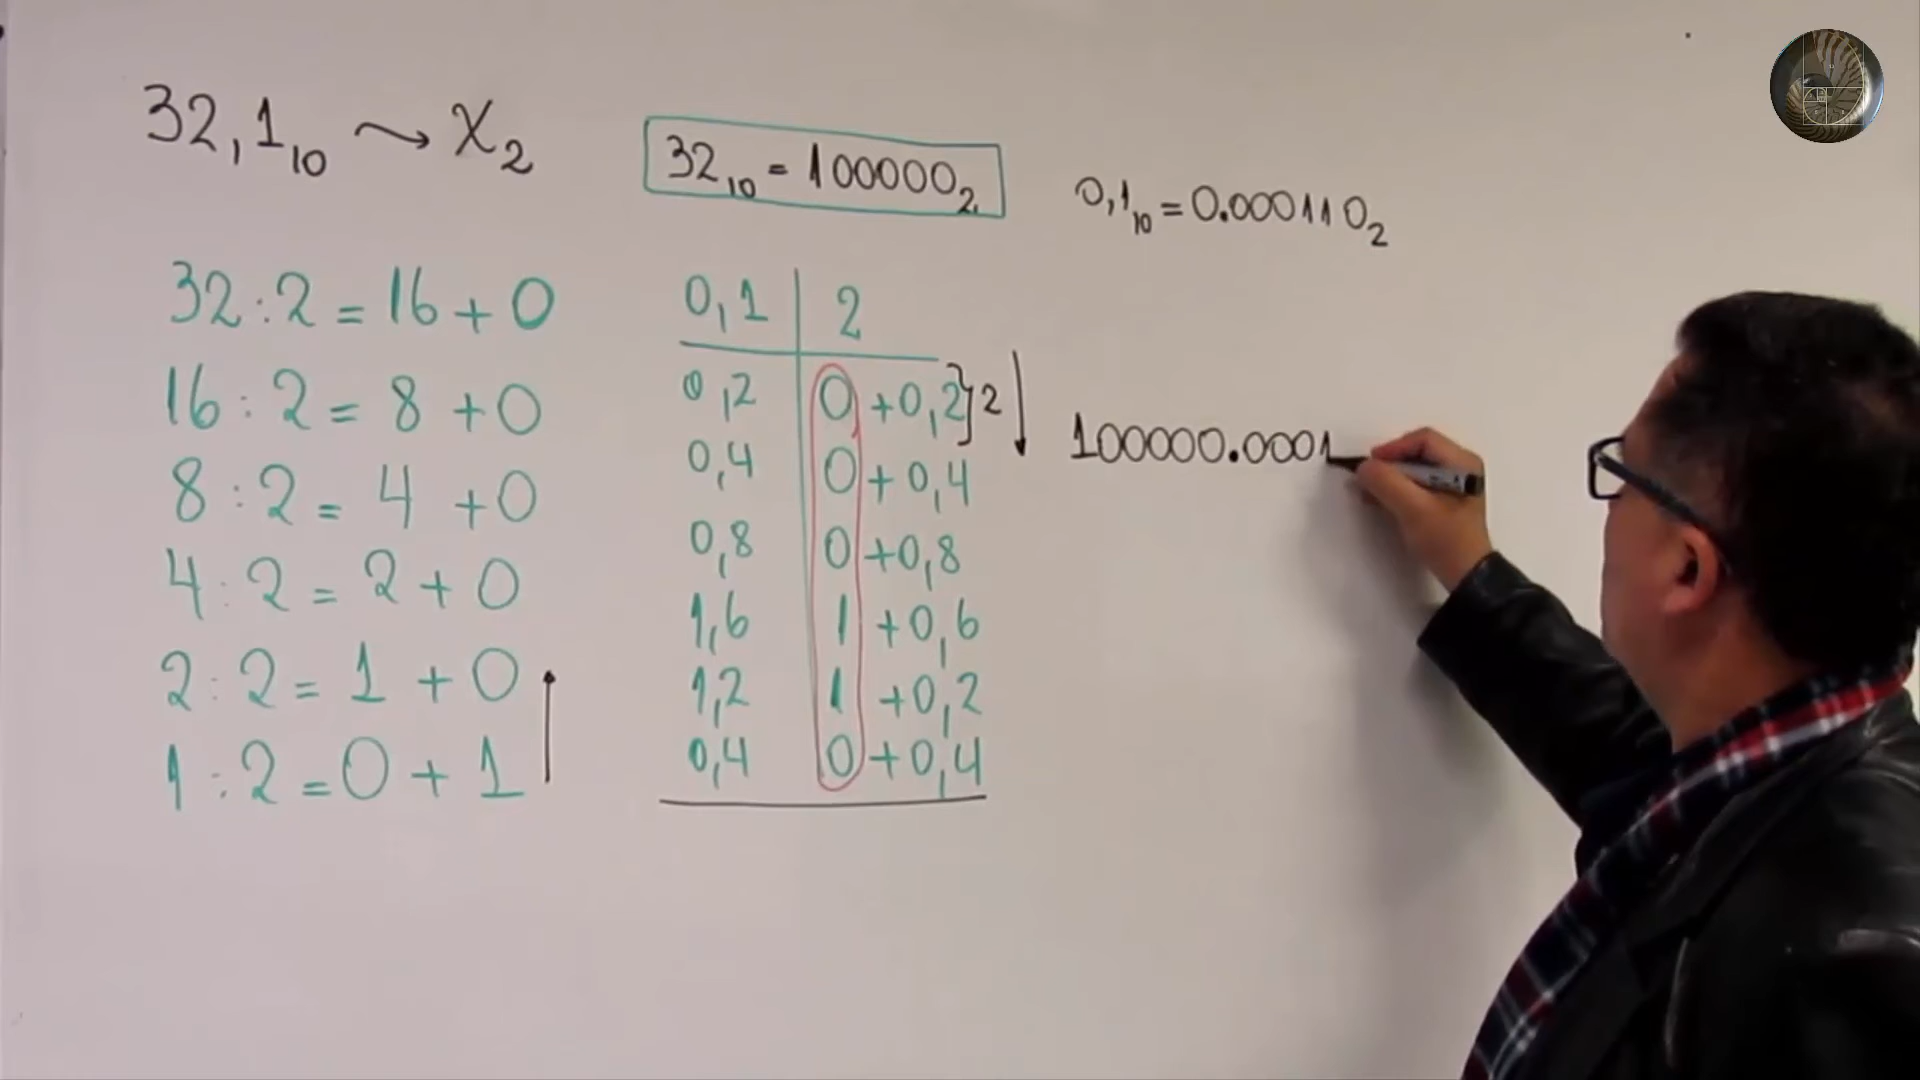 32,1₁₀ ⤳ X₂
32₁₀ = 100000₂
0,1₁₀ = 0.000110₂
32:2=16+0
16:2=8+0
8:2=4+0
4:2=2+0
2:2=1+0
1:2=0+1
0,1 | 2
0,2 | 0+0,2}2
0,4 | 0+0,4
0,8 | 0+0,8
1,6 | 1+0,6
1,2 | 1+0,2
0,4 | 0+0,4
100000.0001